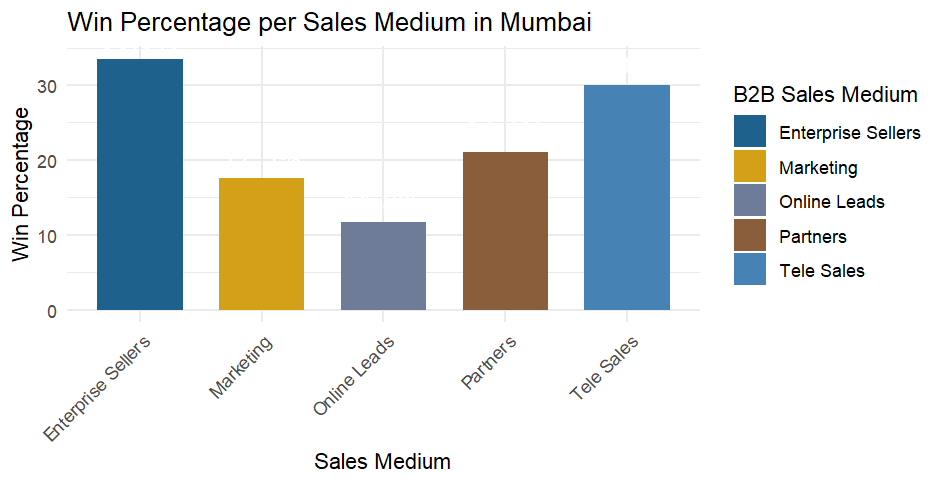 Win Percentage per Sales Medium in Mumbai
Win Percentage
30
20
10
0
Enterprise Sellers
Marketing
Online Leads
Partners
Tele Sales
Sales Medium
B2B Sales Medium
Enterprise Sellers
Marketing
Online Leads
Partners
Tele Sales